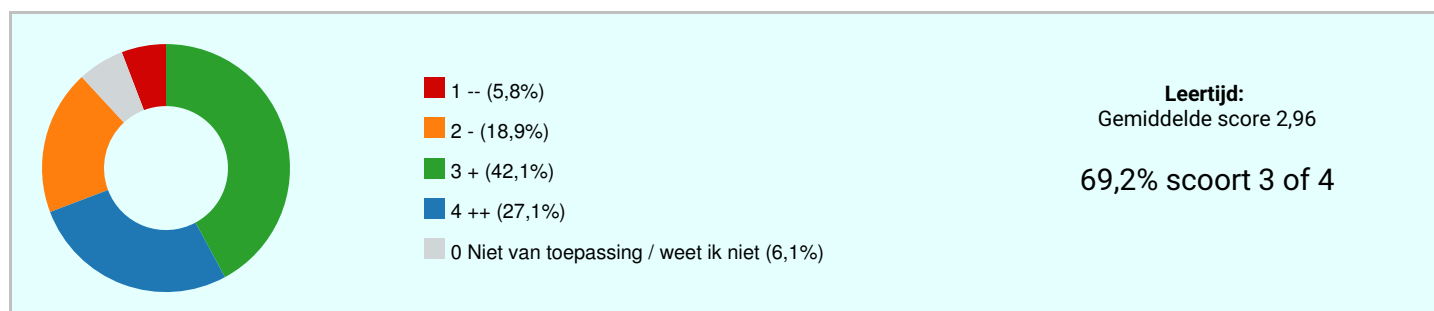 1 -- (5,8%)
2 - (18,9%)
3 + (42,1%)
4 ++ (27,1%)
0 Niet van toepassing / weet ik niet (6,1%)
Leertijd:
Gemiddelde score 2,96
69,2% scoort 3 of 4